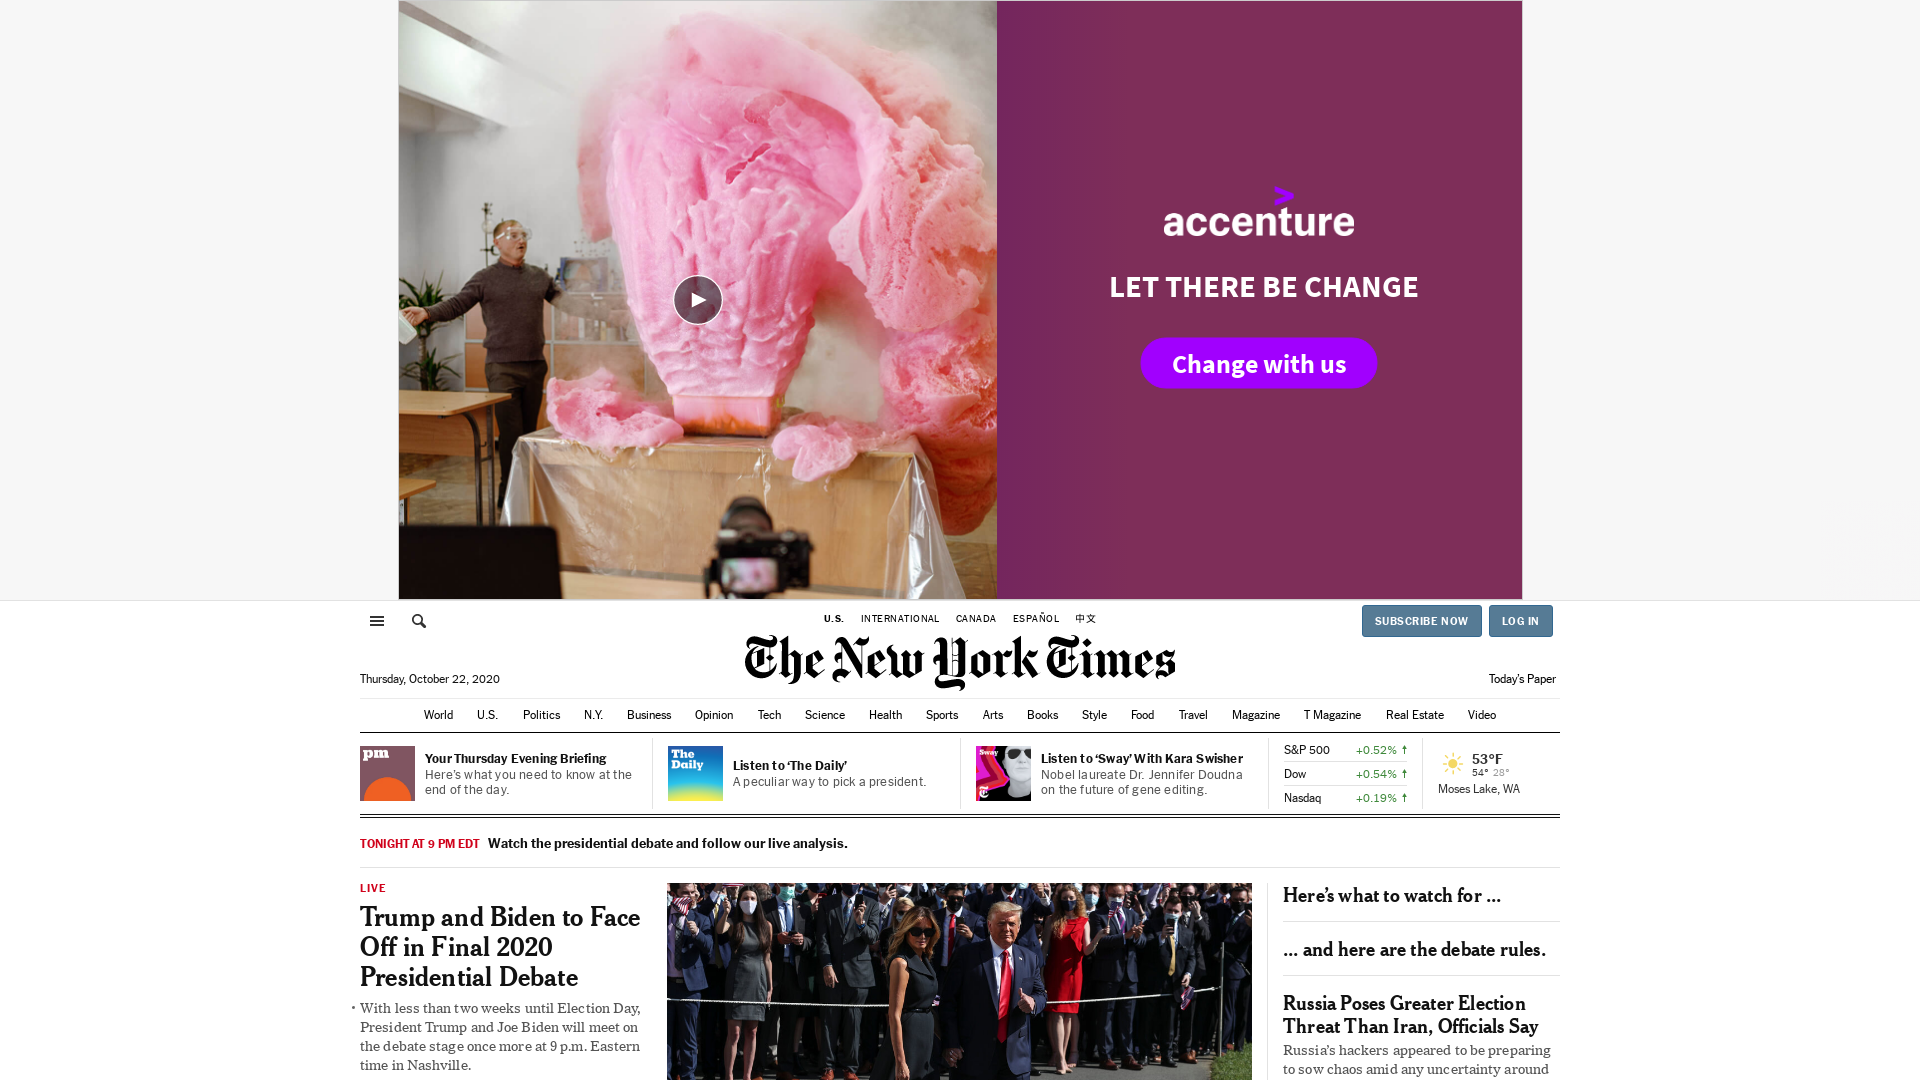 accenture
LET THERE BE CHANGE
Change with us
U.S. INTERNATIONAL CANADA ESPAÑOL 中文
SUBSCRIBE NOW LOG IN
The New York Times
Thursday, October 22, 2020
Today's Paper
World U.S. Politics N.Y. Business Opinion Tech Science Health Sports Arts Books Style Food Travel Magazine T Magazine Real Estate Video
pm
Your Thursday Evening Briefing
Here's what you need to know at the
end of the day.
The
Daily
Listen to ‘The Daily’
A peculiar way to pick a president.
Sway
Listen to ‘Sway’ With Kara Swisher
Nobel laureate Dr. Jennifer Doudna
on the future of gene editing.
S&P 500 +0.52% ↑
Dow +0.54% ↑
Nasdaq +0.19% ↑
53°F
54° 28°
Moses Lake, WA
TONIGHT AT 9 PM EDT Watch the presidential debate and follow our live analysis.
LIVE
Trump and Biden to Face
Off in Final 2020
Presidential Debate
• With less than two weeks until Election Day,
President Trump and Joe Biden will meet on
the debate stage once more at 9 p.m. Eastern
time in Nashville.
Here’s what to watch for …
… and here are the debate rules.
Russia Poses Greater Election
Threat Than Iran, Officials Say
Russia’s hackers appeared to be preparing
to sow chaos amid any uncertainty around